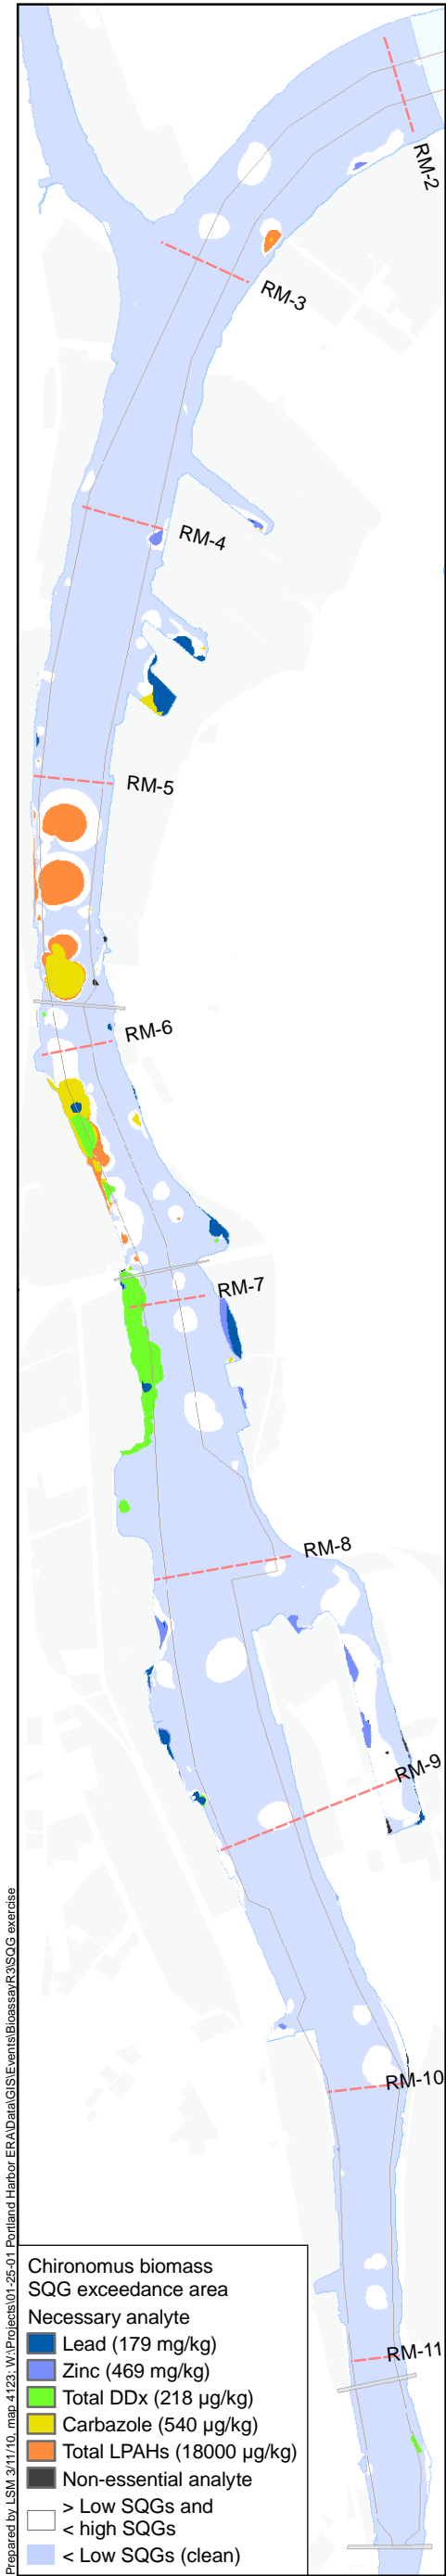 RM-2
RM-3
RM-4
RM-5
RM-6
RM-7
RM-8
RM-9
RM-10
RM-11
Chironomus biomass
SQG exceedance area
Necessary analyte
Lead (179 mg/kg)
Zinc (469 mg/kg)
Total DDx (218 µg/kg)
Carbazole (540 µg/kg)
Total LPAHs (18000 µg/kg)
Non-essential analyte
> Low SQGs and
< high SQGs
< Low SQGs (clean)
Prepared by LSM 3/11/10, map 4123; W:\Projects\01-25-01 Portland Harbor ERA\Data\GIS\Events\BioassayR3\SQG exercise